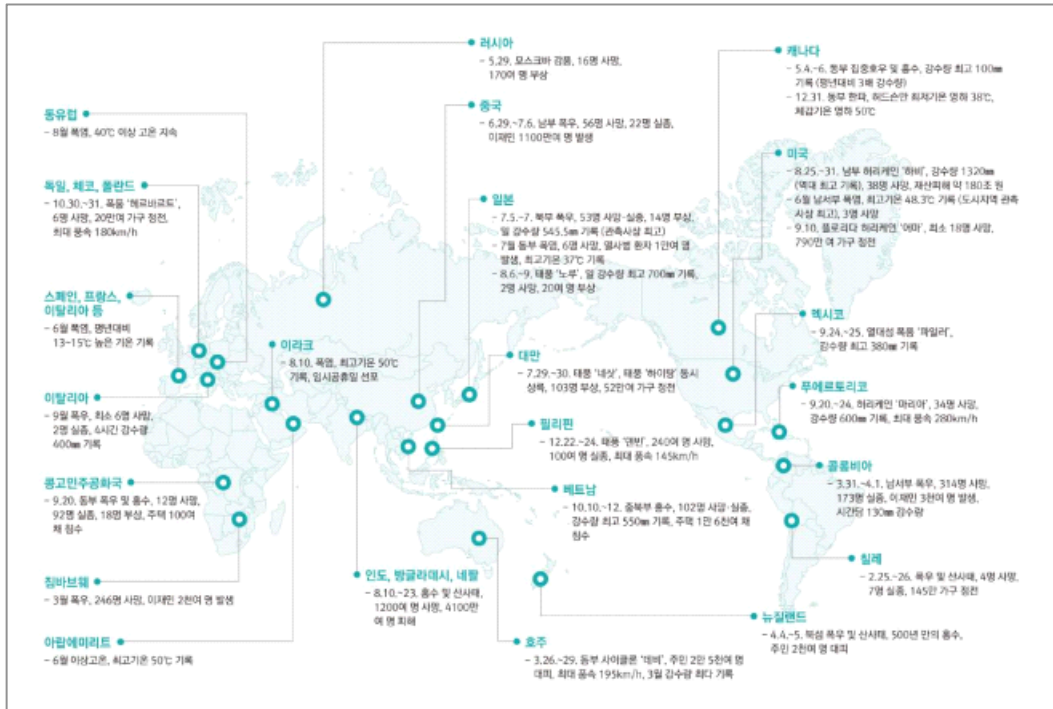 러시아
- 5.29. 모스크바 강풍, 16명 사망,
170여 명 부상
캐나다
- 5.4.~6. 동부 집중호우 및 홍수, 강수량 최고 100㎜
기록 (평년대비 3배 강수량)
- 12.31. 동부 한파, 허드슨만 최저기온 영하 38℃,
체감기온 영하 50℃
중국
- 6.29.~7.6. 남부 폭우, 56명 사망, 22명 실종,
이재민 1100만여 명 발생
동유럽
- 8월 폭염, 40℃ 이상 고온 지속
미국
- 8.25.~31. 남부 허리케인 '하비', 강수량 1320㎜
(역대 최고 기록), 38명 사망, 재산피해 약 180조 원
- 6월 남서부 폭염, 최고기온 48.3℃ 기록 (도시지역 관측
사상 최고), 3명 사망
- 9.10. 플로리다 허리케인 '어마', 최소 18명 사망,
790만 여 가구 정전
독일, 체코, 폴란드
- 10.30.~31. 폭풍 '헤르바르트',
6명 사망, 20만여 가구 정전,
최대 풍속 180km/h
일본
- 7.5.~7. 북부 폭우, 53명 사망·실종, 14명 부상,
일 강수량 545.5㎜ 기록 (관측사상 최고)
- 7월 동부 폭염, 6명 사망, 열사병 환자 1만여 명
발생, 최고기온 37℃ 기록
- 8.6.~9. 태풍 '노루', 일 강수량 최고 700㎜ 기록,
2명 사망, 20여 명 부상
스페인, 프랑스,
이탈리아 등
- 6월 폭염, 평년대비
13~15℃ 높은 기온 기록
멕시코
- 9.24.~25. 열대성 폭풍 '파일러',
강수량 최고 380㎜ 기록
이라크
- 8.10. 폭염, 최고기온 50℃
기록, 임시공휴일 선포
대만
- 7.29.~30. 태풍 '네삿', 태풍 '하이탕' 동시
상륙, 103명 부상, 52만여 가구 정전
이탈리아
- 9월 폭우, 최소 6명 사망,
2명 실종, 4시간 강수량
400㎜ 기록
푸에르토리코
- 9.20.~24. 허리케인 '마리아', 34명 사망,
강수량 600㎜ 기록, 최대 풍속 280km/h
필리핀
- 12.22.~24. 태풍 '덴빈', 240여 명 사망,
100여 명 실종, 최대 풍속 145km/h
콩고민주공화국
- 9.20. 동부 폭우 및 홍수, 12명 사망,
92명 실종, 18명 부상, 주택 100여
채 침수
콜롬비아
- 3.31.~4.1. 남서부 폭우, 314명 사망,
173명 실종, 이재민 3천여 명 발생,
시간당 130㎜ 강수량
베트남
- 10.10.~12. 중북부 홍수, 102명 사망·실종,
강수량 최고 550㎜ 기록, 주택 1만 6천여 채
침수
칠레
- 2.25.~26. 폭우 및 산사태, 4명 사망,
7명 실종, 145만 가구 정전
짐바브웨
- 3월 폭우, 246명 사망, 이재민 2천여 명 발생
인도, 방글라데시, 네팔
- 8.10.~23. 홍수 및 산사태,
1200여 명 사망, 4100만
여 명 피해
뉴질랜드
- 4.4.~5. 북섬 폭우 및 산사태, 500년 만의 홍수,
주민 2천여 명 대피
아랍에미리트
- 6월 이상고온, 최고기온 50℃ 기록
호주
- 3.26.~29. 동부 사이클론 '데비', 주민 2만 5천여 명
대피, 최대 풍속 195km/h, 3월 강수량 최다 기록